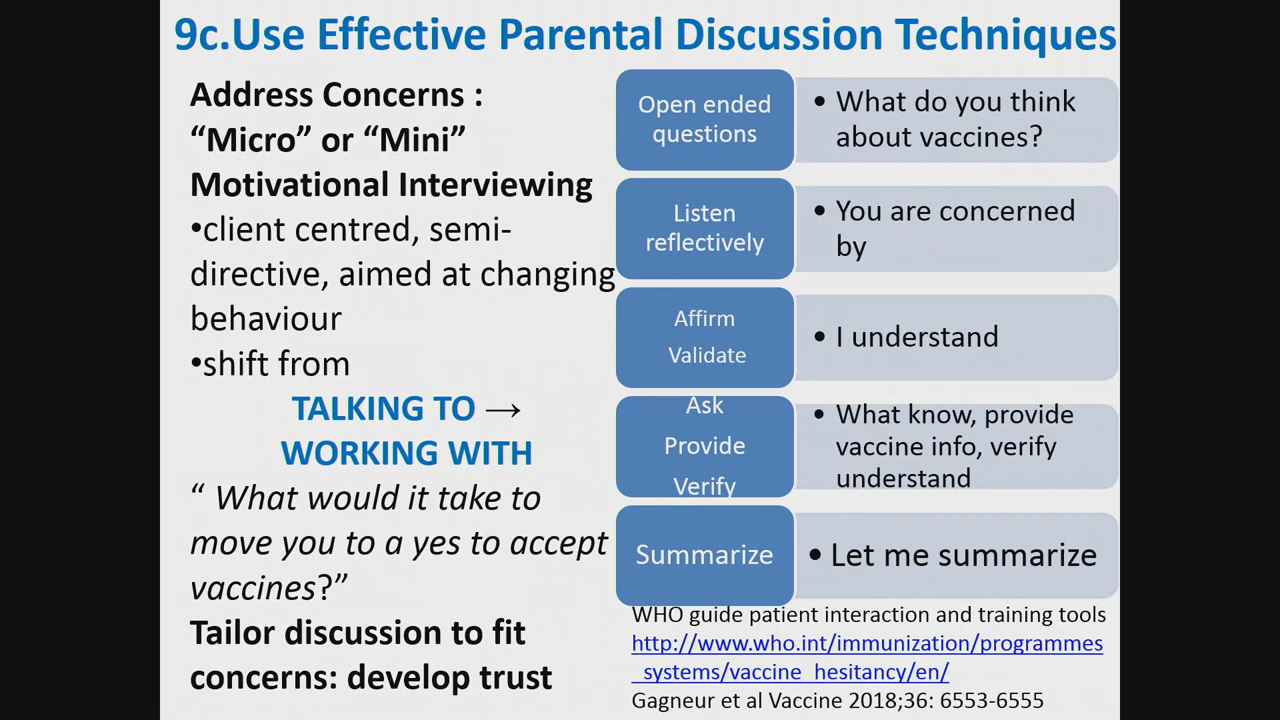 9c.Use Effective Parental Discussion Techniques
Address Concerns :
“Micro” or “Mini”
Motivational Interviewing
•client centred, semi-
directive, aimed at changing
behaviour
•shift from
TALKING TO →
WORKING WITH
“ What would it take to
move you to a yes to accept
vaccines?”
Tailor discussion to fit
concerns: develop trust
Open ended
questions
• What do you think
about vaccines?
Listen
reflectively
• You are concerned
by
Affirm
Validate
• I understand
Ask
Provide
Verify
• What know, provide
vaccine info, verify
understand
Summarize
• Let me summarize
WHO guide patient interaction and training tools
http://www.who.int/immunization/programmes
_systems/vaccine_hesitancy/en/
Gagneur et al Vaccine 2018;36: 6553-6555